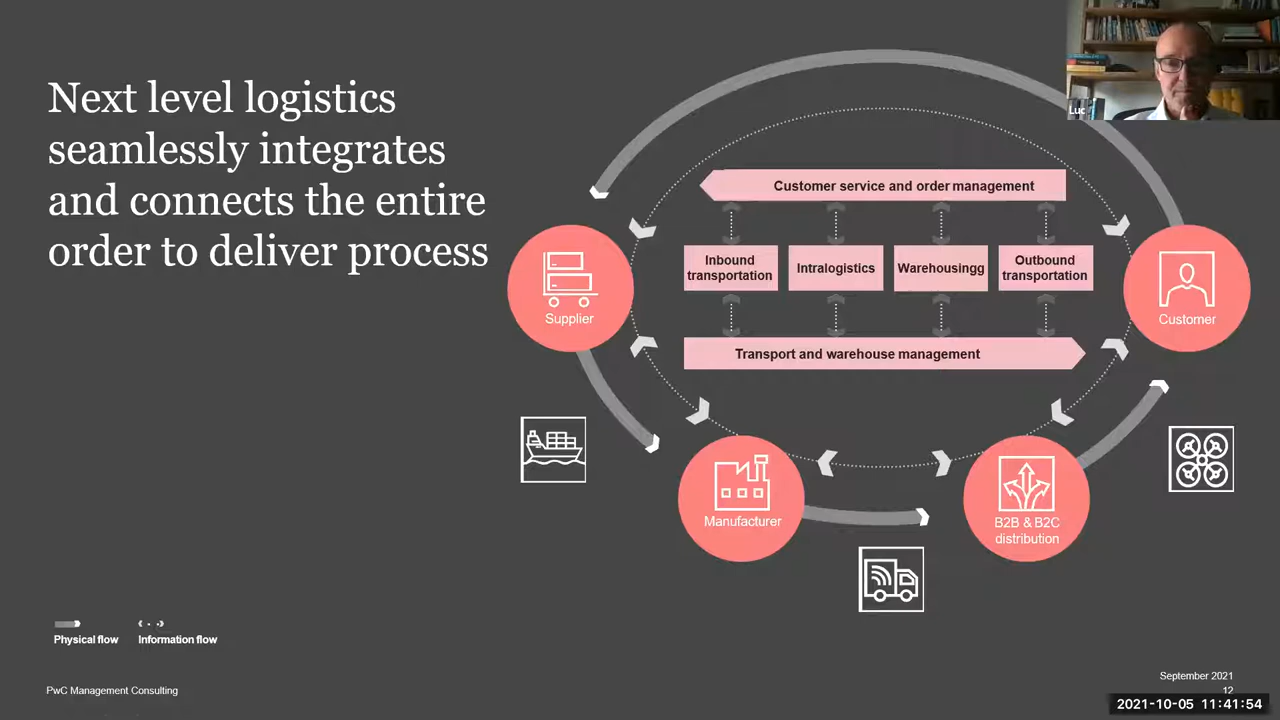 Next level logistics
seamlessly integrates
and connects the entire
order to deliver process
Luc
Customer service and order management
Inbound
transportation
Intralogistics
Warehousingg
Outbound
transportation
Transport and warehouse management
Supplier
Customer
Manufacturer
B2B & B2C
distribution
Physical flow
Information flow
PwC Management Consulting
September 2021
12
2021-10-05 11:41:54